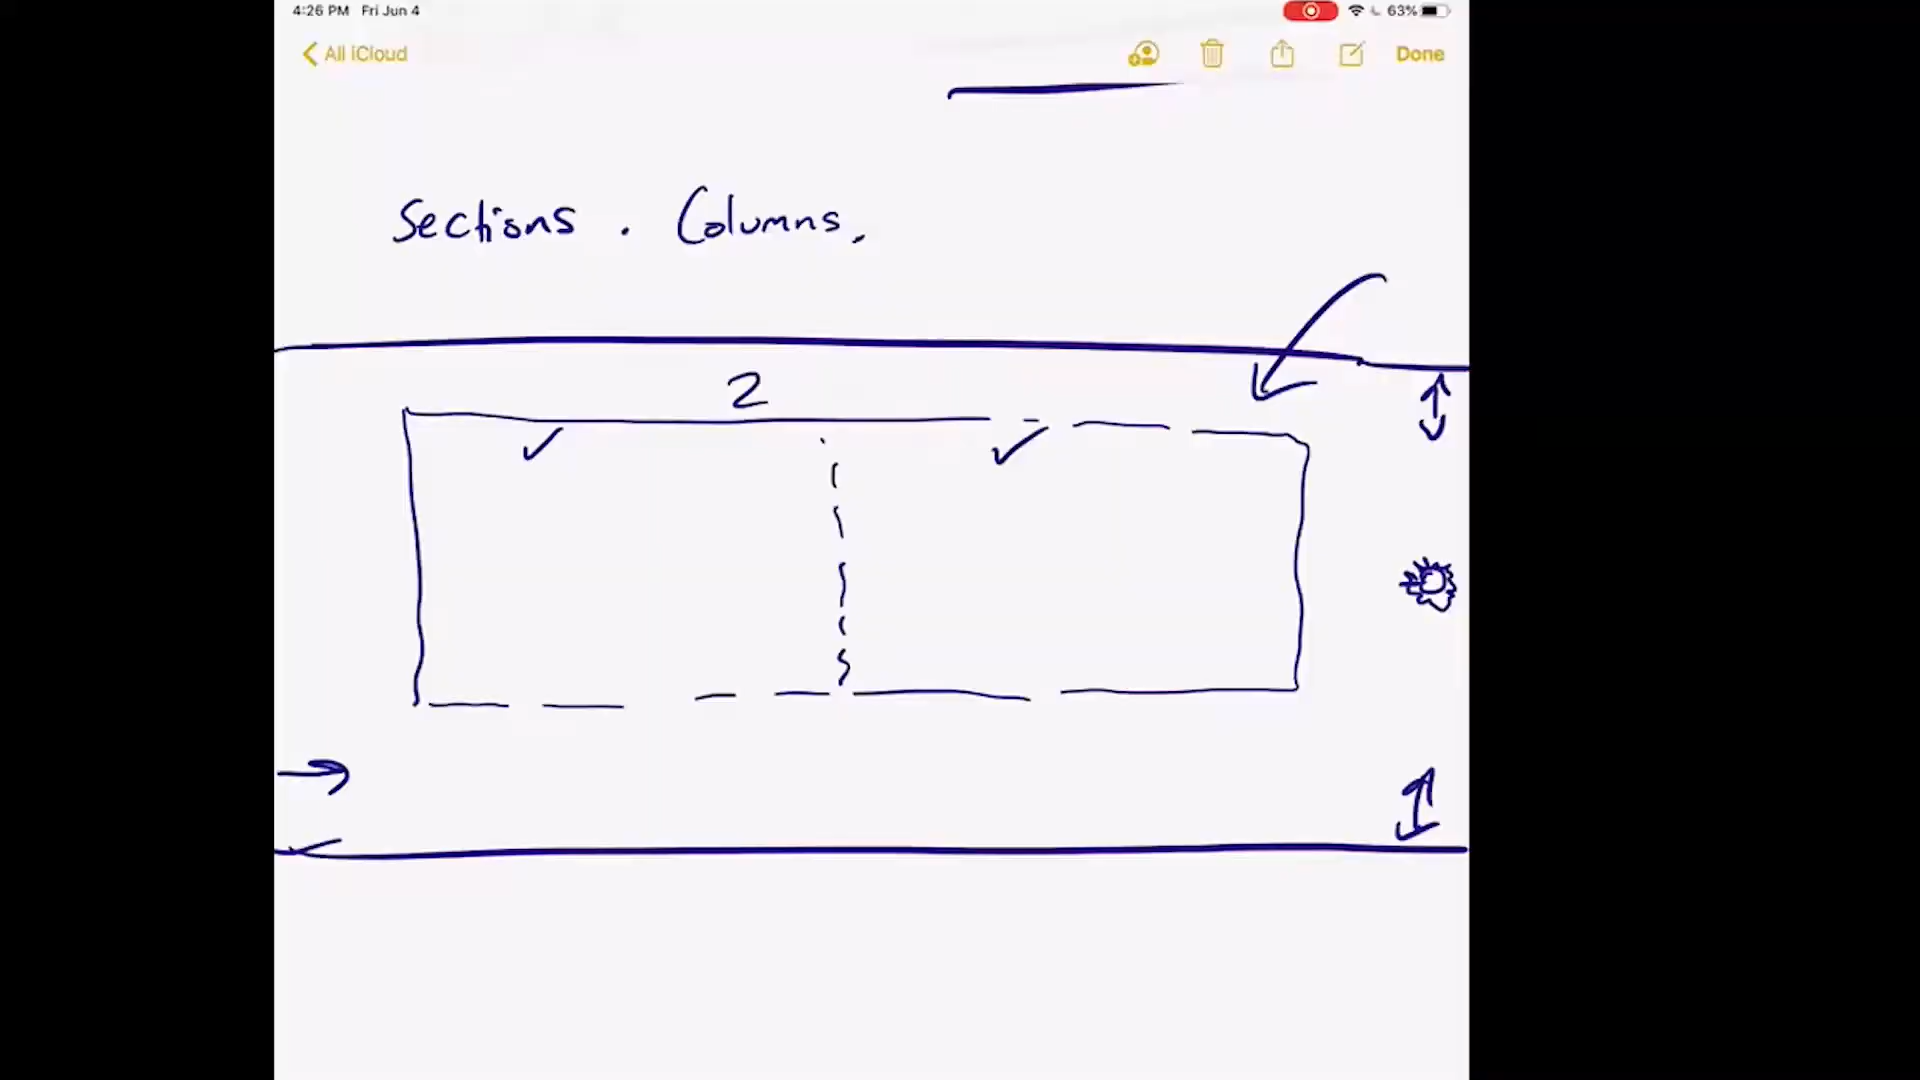 4:26 PM Fri Jun 4 63%
All iCloud Done
Sections . Columns,
2